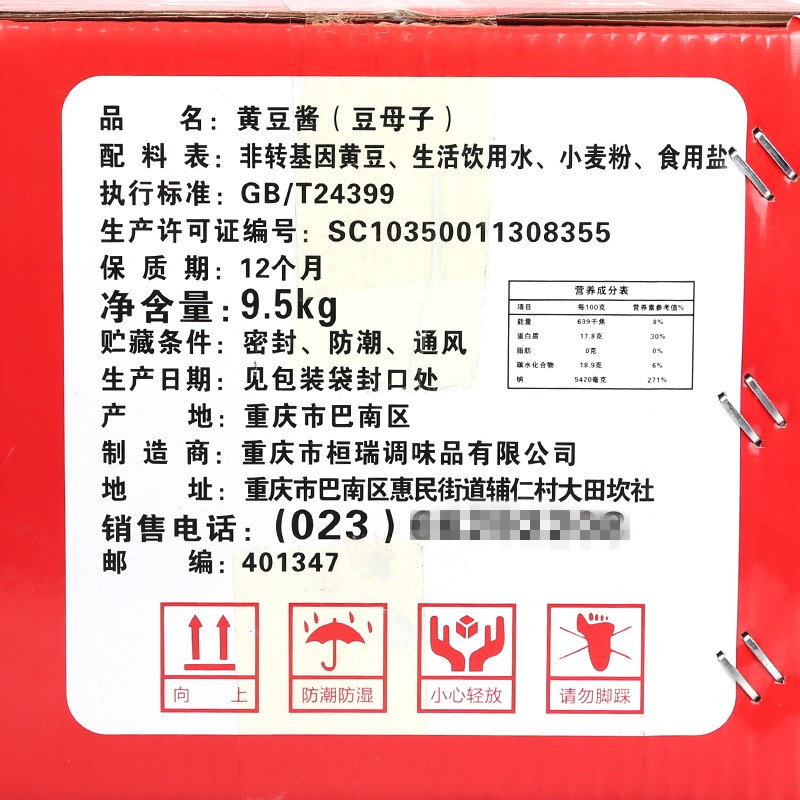 品 名：黄豆酱（豆母子）
配 料 表：非转基因黄豆、生活饮用水、小麦粉、食用盐
执行标准：GB/T24399
生产许可证编号：SC10350011308355
保 质 期：12个月
净含量：9.5kg
贮藏条件：密封、防潮、通风
生产日期：见包装袋封口处
产 地：重庆市巴南区
制 造 商：重庆市桓瑞调味品有限公司
地 址：重庆市巴南区惠民街道辅仁村大田坎社
销售电话：(023)
邮 编：401347
营养成分表
项目 每100克 营养素参考值%
能量 639千焦 8%
蛋白质 17.8克 30%
脂肪 0克 0%
碳水化合物 18.9克 6%
钠 5420毫克 271%
向 上 防潮防湿 小心轻放 请勿脚踩